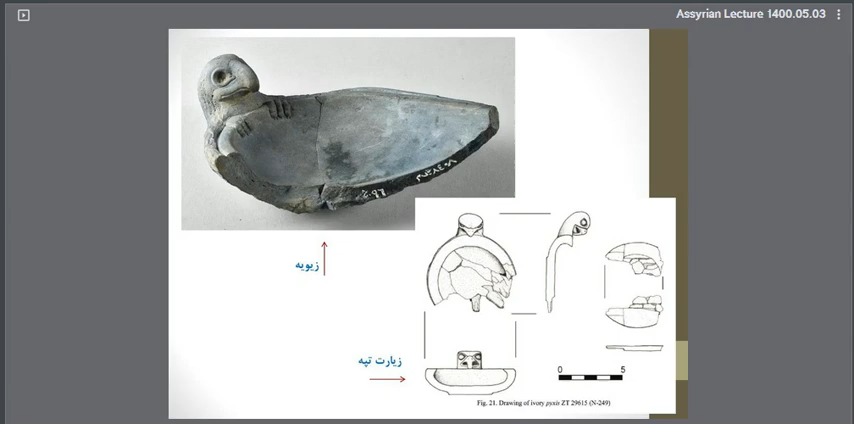 Assyrian Lecture 1400.05.03
زیویه
زیارت تپه
0 5
Fig. 21. Drawing of ivory pyxis ZT 29615 (N-249)